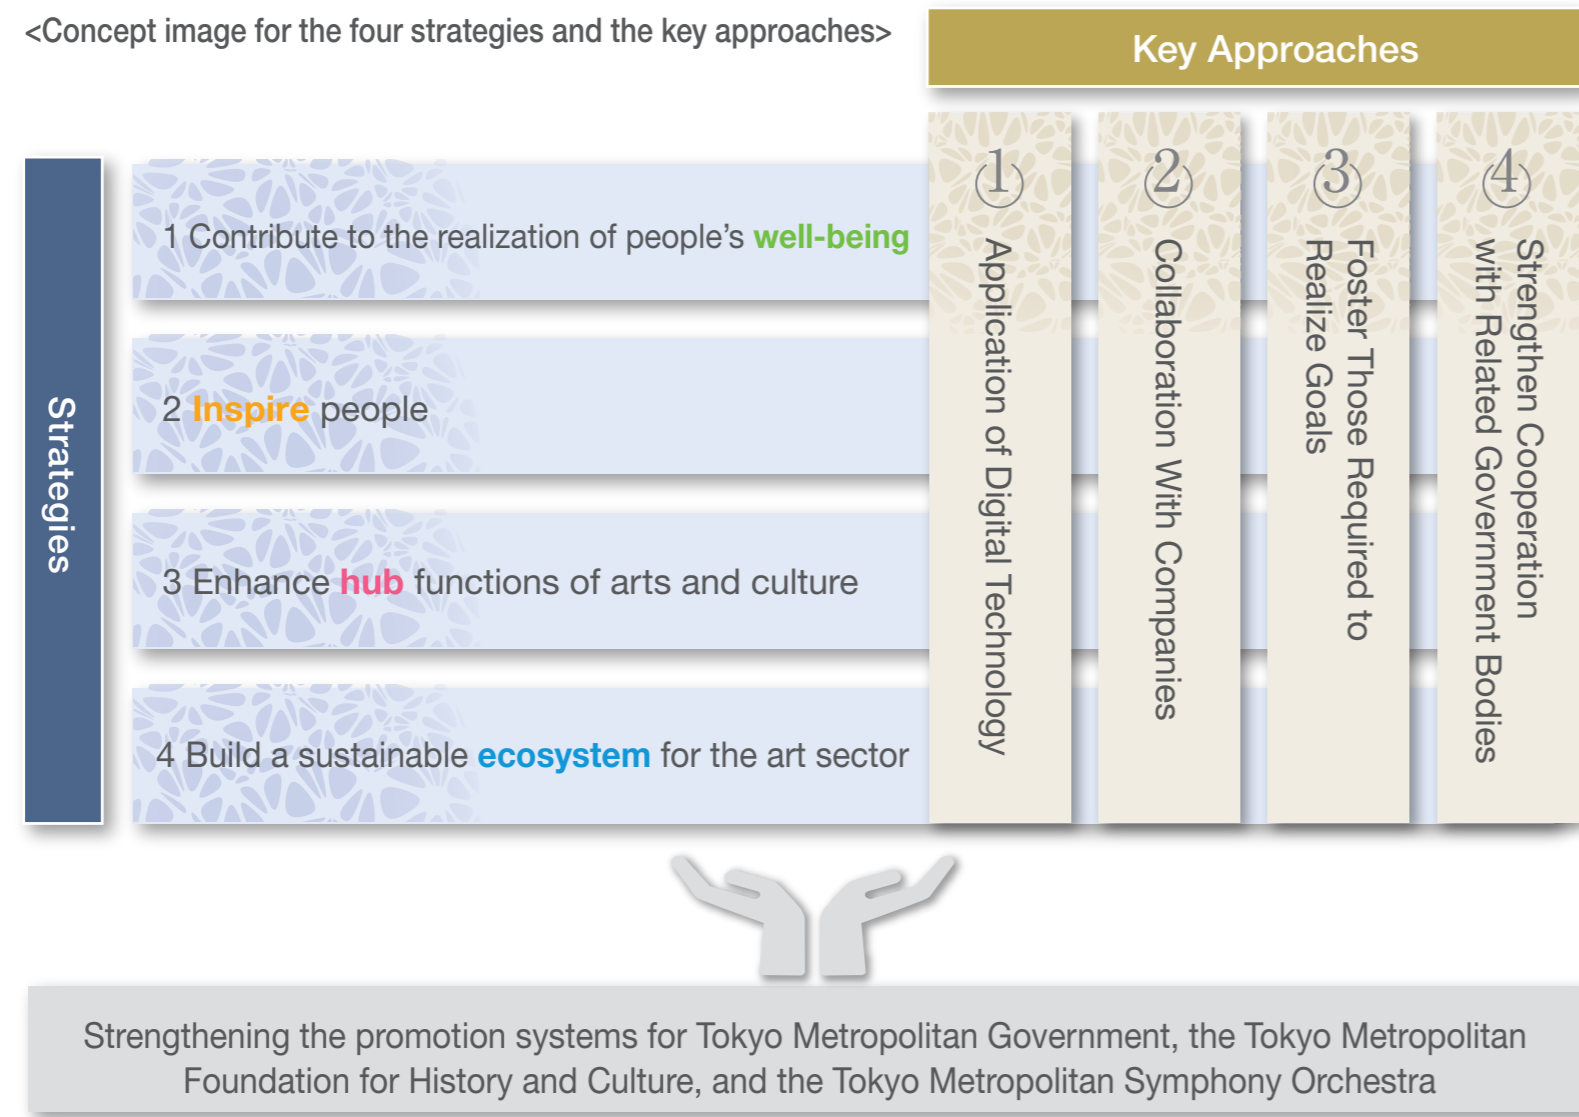 <Concept image for the four strategies and the key approaches>
Key Approaches
Strategies
1 Contribute to the realization of people’s well-being
2 Inspire people
3 Enhance hub functions of arts and culture
4 Build a sustainable ecosystem for the art sector
1
Application of Digital Technology
2
Collaboration With Companies
3
Foster Those Required to
Realize Goals
4
Strengthen Cooperation
with Related Government Bodies
Strengthening the promotion systems for Tokyo Metropolitan Government, the Tokyo Metropolitan
Foundation for History and Culture, and the Tokyo Metropolitan Symphony Orchestra